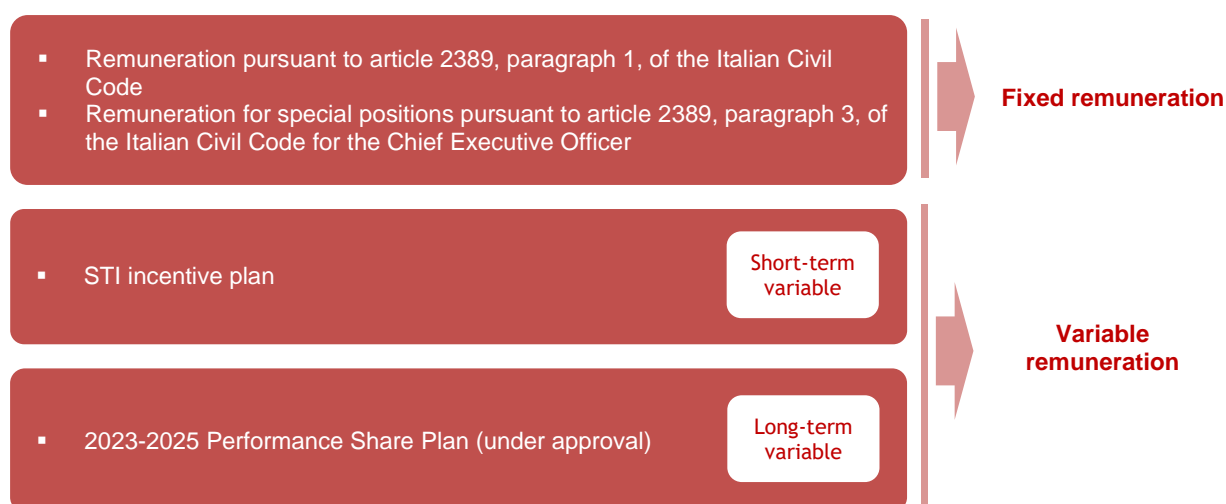 ▪ Remuneration pursuant to article 2389, paragraph 1, of the Italian Civil
Code
▪ Remuneration for special positions pursuant to article 2389, paragraph 3, of
the Italian Civil Code for the Chief Executive Officer
Fixed remuneration
▪ STI incentive plan
Short-term
variable
Variable
remuneration
▪ 2023-2025 Performance Share Plan (under approval)
Long-term
variable